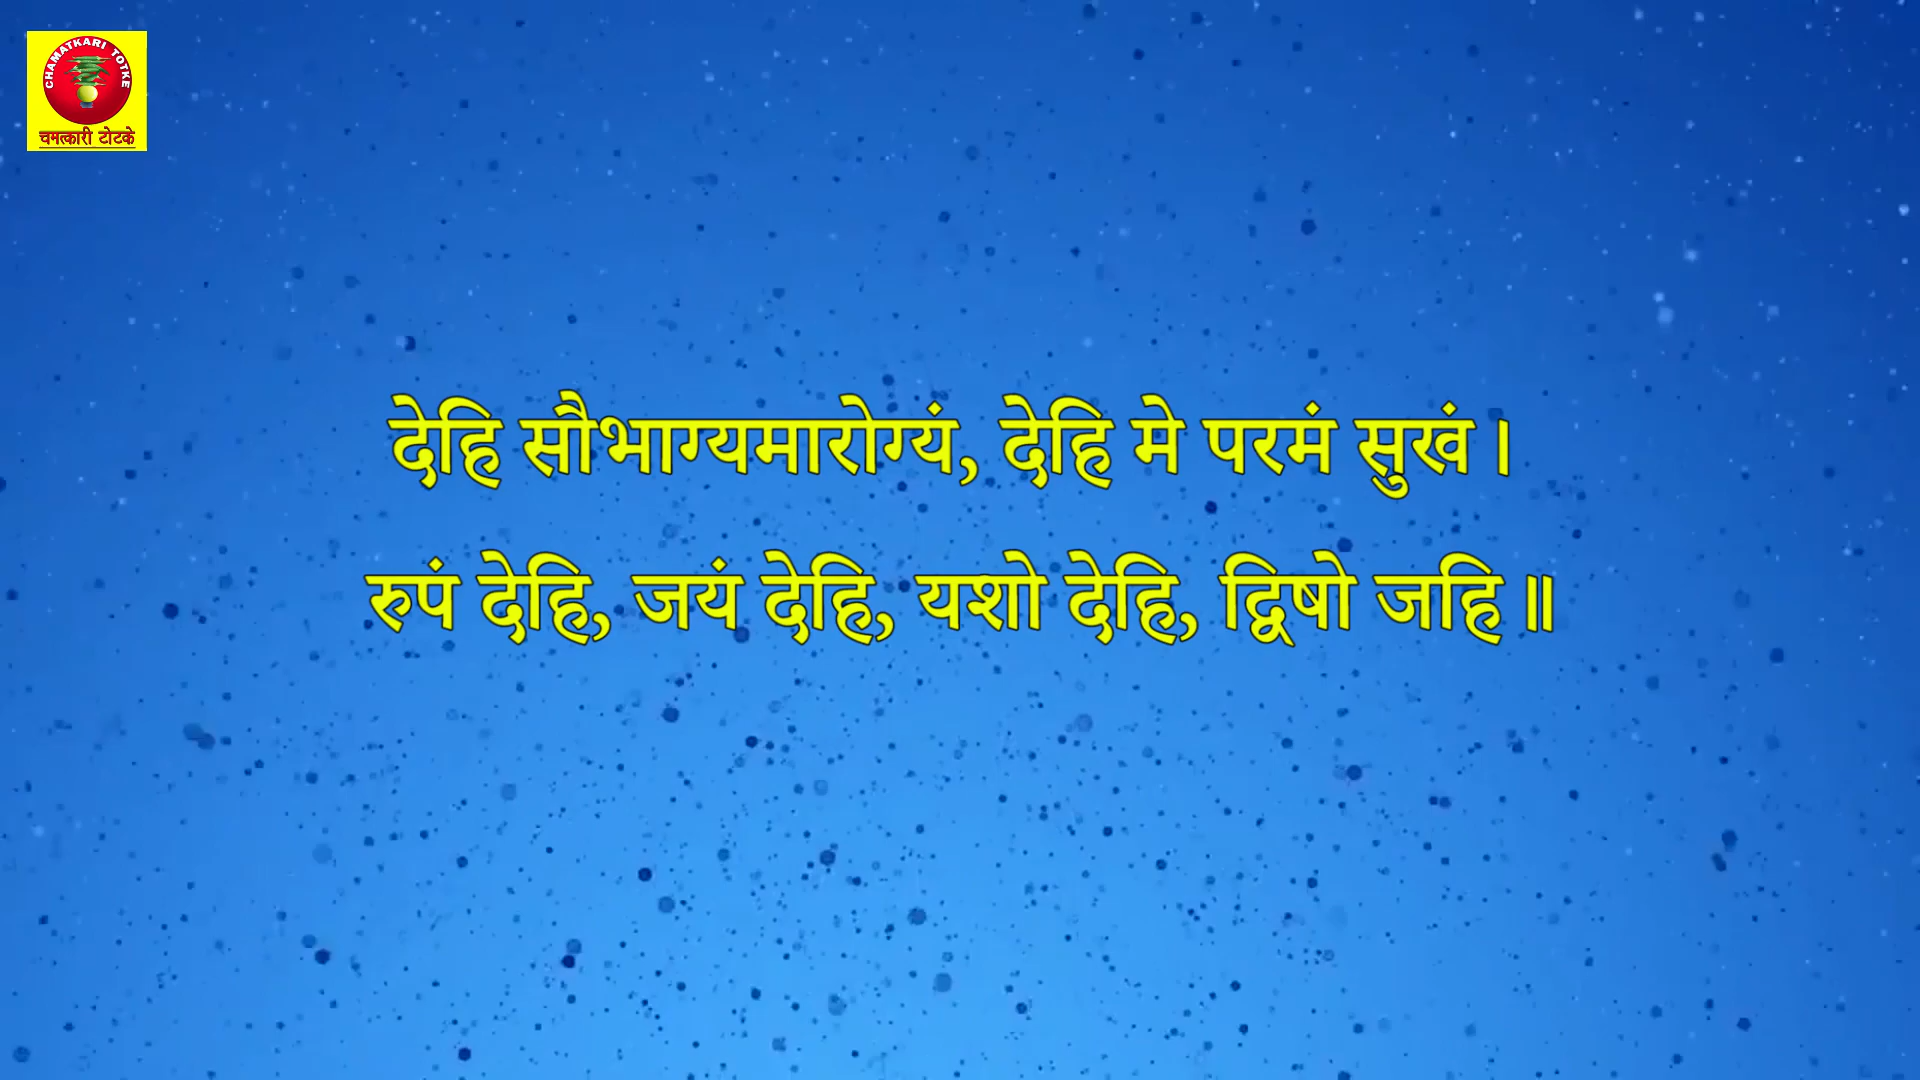 CHAMATKARI TOTKE
चमत्कारी टोटके
देहि सौभाग्यमारोग्यं, देहि मे परमं सुखं।
रुपं देहि, जयं देहि, यशो देहि, द्विषो जहि॥